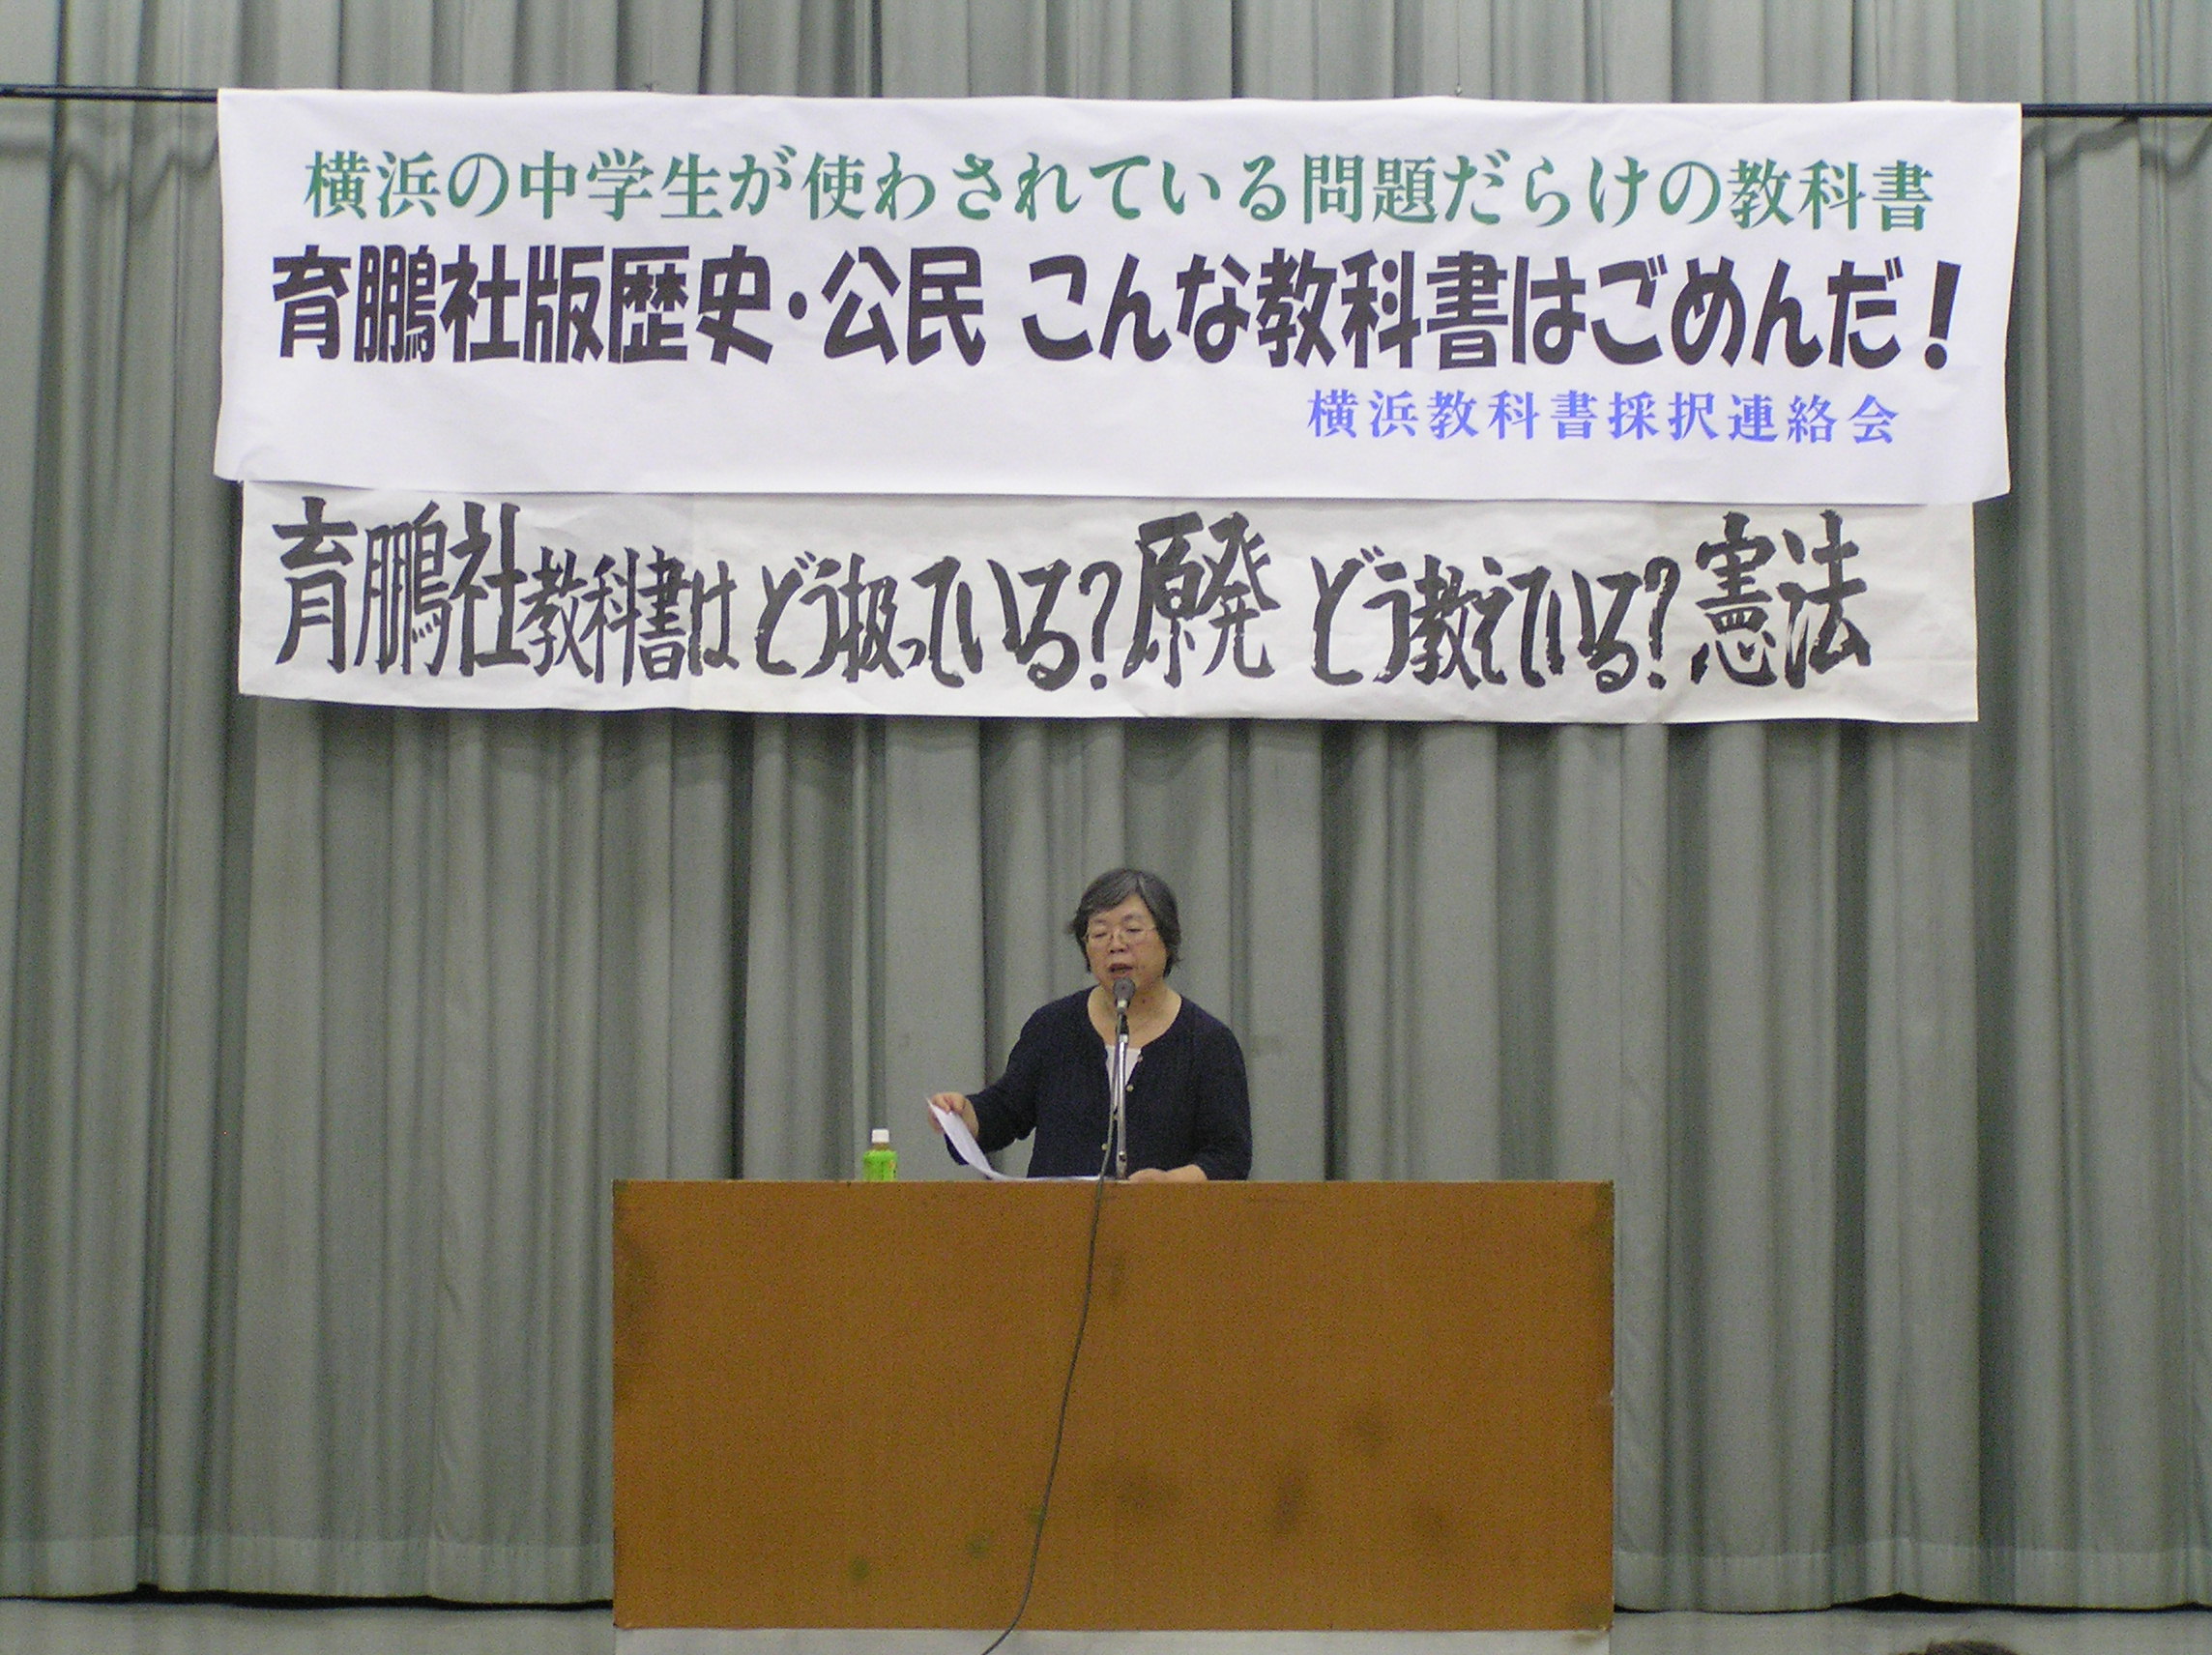 横浜の中学生が使わされている問題だらけの教科書
育鵬社版歴史・公民 こんな教科書はごめんだ！
横浜教科書採択連絡会
育鵬社教科書はどう扱っている？原発 どう教えている？憲法